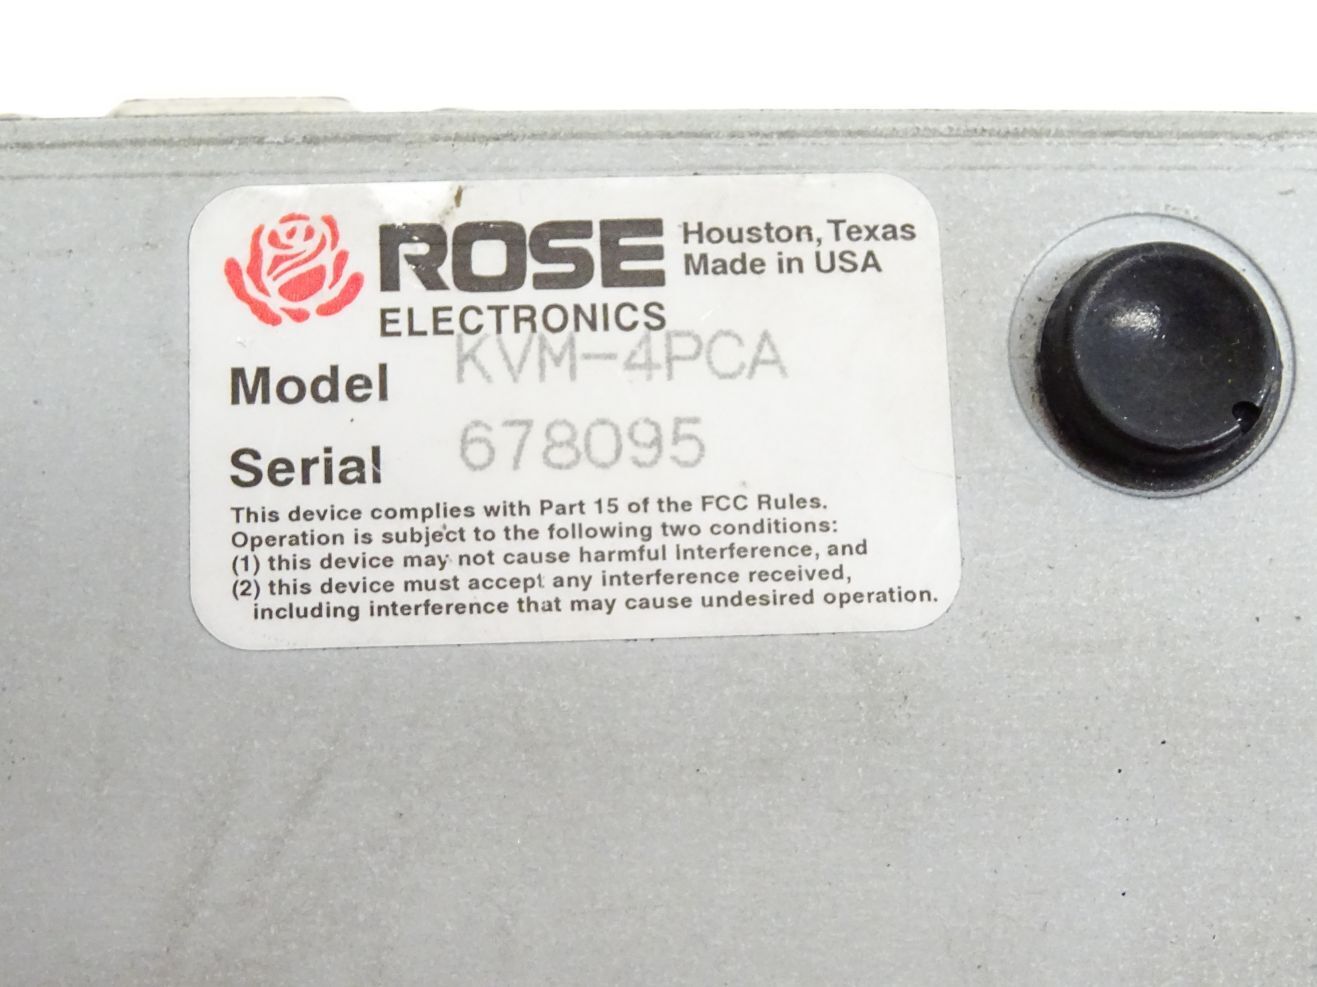 ROSE Houston, Texas
Made in USA
ELECTRONICS
Model KVM-4PCA
Serial 678095
This device complies with Part 15 of the FCC Rules.
Operation is subject to the following two conditions:
(1) this device may not cause harmful interference, and
(2) this device must accept any interference received,
including interference that may cause undesired operation.